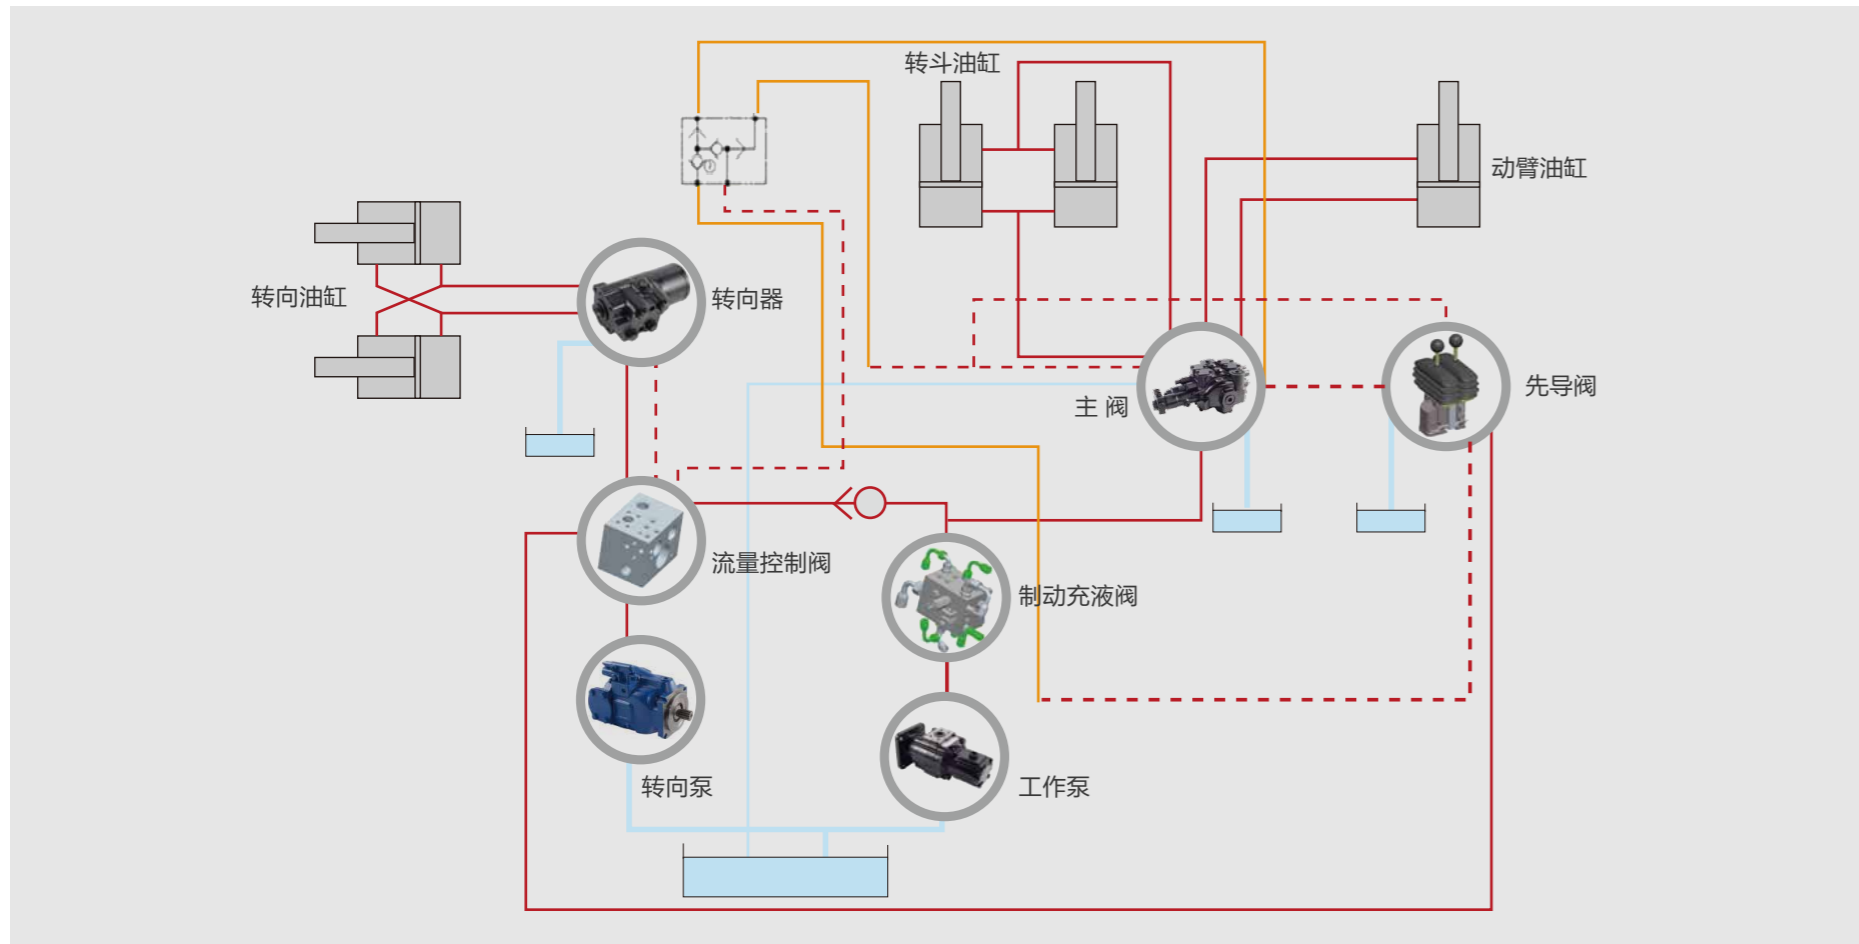 转斗油缸
动臂油缸
转向油缸
转向器
主 阀
先导阀
流量控制阀
制动充液阀
转向泵
工作泵